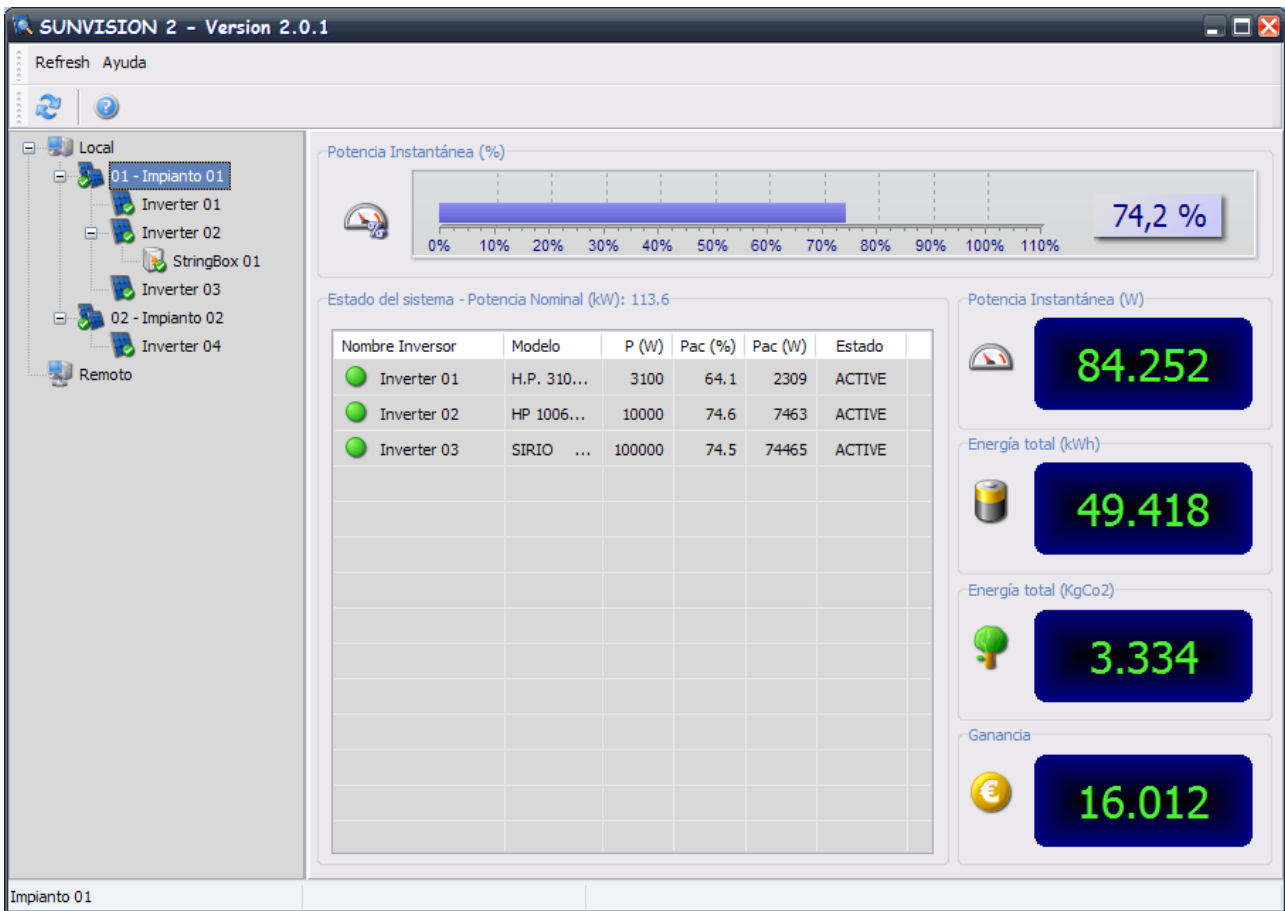 SUNVISION 2 - Version 2.0.1
Refresh Ayuda
Local
01 - Impianto 01
Inverter 01
Inverter 02
StringBox 01
Inverter 03
02 - Impianto 02
Inverter 04
Remoto
Potencia Instantánea (%)
0% 10% 20% 30% 40% 50% 60% 70% 80% 90% 100% 110%
74,2 %
Estado del sistema - Potencia Nominal (kW): 113.6
Nombre Inversor Modelo P (W) Pac (%) Pac (W) Estado
Inverter 01 H.P. 310... 3100 64.1 2309 ACTIVE
Inverter 02 HP 1006... 10000 74.6 7463 ACTIVE
Inverter 03 SIRIO ... 100000 74.5 74465 ACTIVE
Potencia Instantánea (W)
84.252
Energía total (kWh)
49.418
Energía total (KgCo2)
3.334
Ganancia
€
16.012
Impianto 01